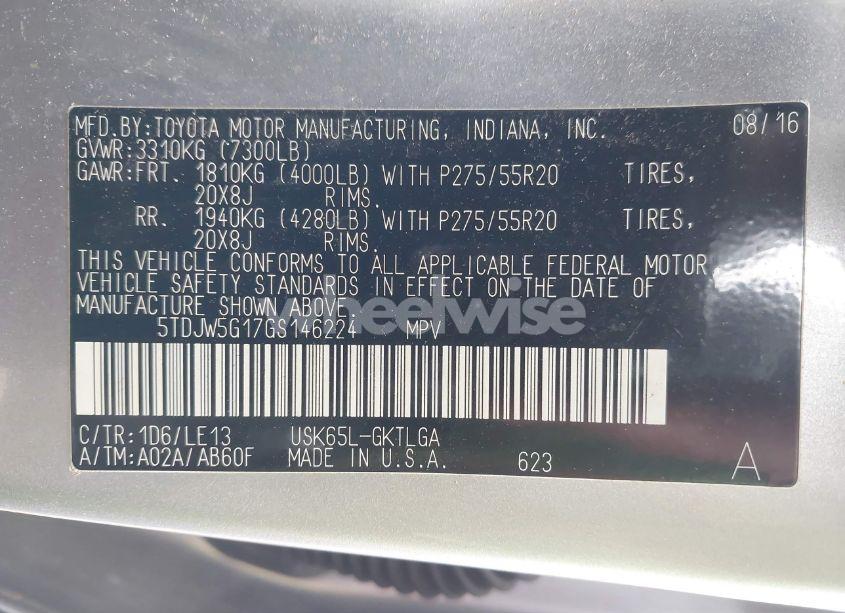 MFD.BY:TOYOTA MOTOR MANUFACTURING, INDIANA, INC. 08/16
GVWR:3310KG (7300LB)
GAWR:FRT. 1810KG (4000LB) WITH P275/55R20 TIRES,
20X8J RIMS.
RR. 1940KG (4280LB) WITH P275/55R20 TIRES,
20X8J RIMS.
THIS VEHICLE CONFORMS TO ALL APPLICABLE FEDERAL MOTOR
VEHICLE SAFETY STANDARDS IN EFFECT ON THE DATE OF
MANUFACTURE SHOWN ABOVE.
wheelwise
5TDJW5G17GS146224 MPV
C/TR:1D6/LE13 USK65L-GKTLGA
A/TM:A02A/AB60F MADE IN U.S.A. 623 A